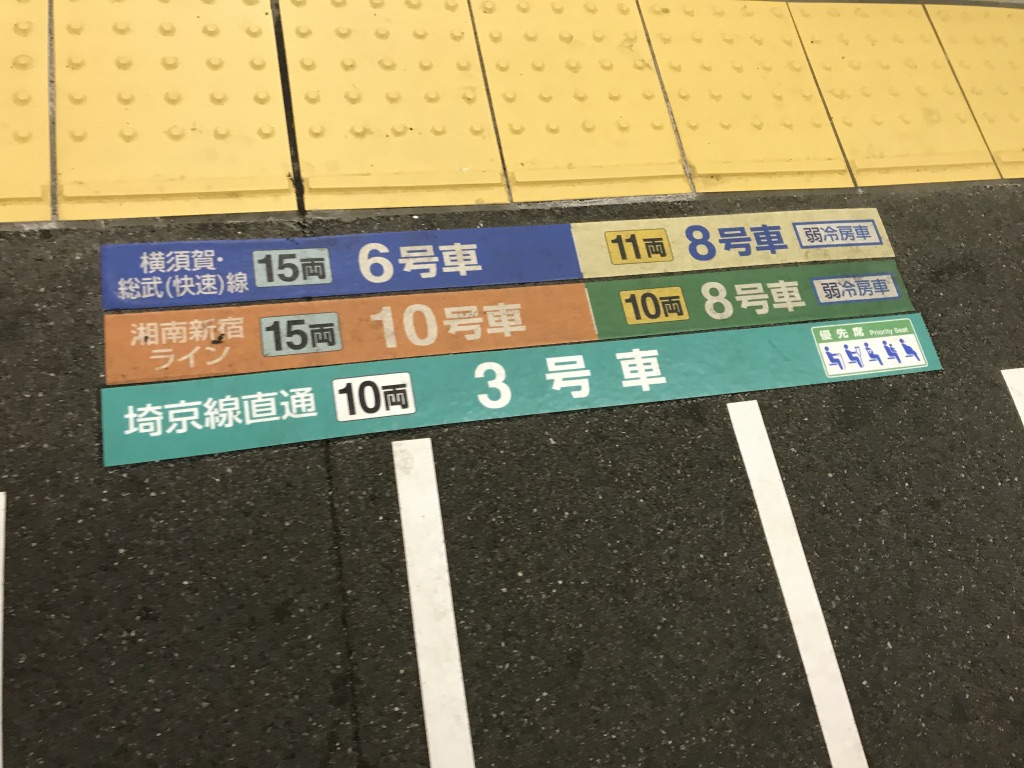 横須賀・
総武(快速)線 15両 6号車 11両 8号車 弱冷房車
湘南新宿
ライン 15両 10号車 10両 8号車 弱冷房車
優先席 Priority Seat
埼京線直通 10両 3号車